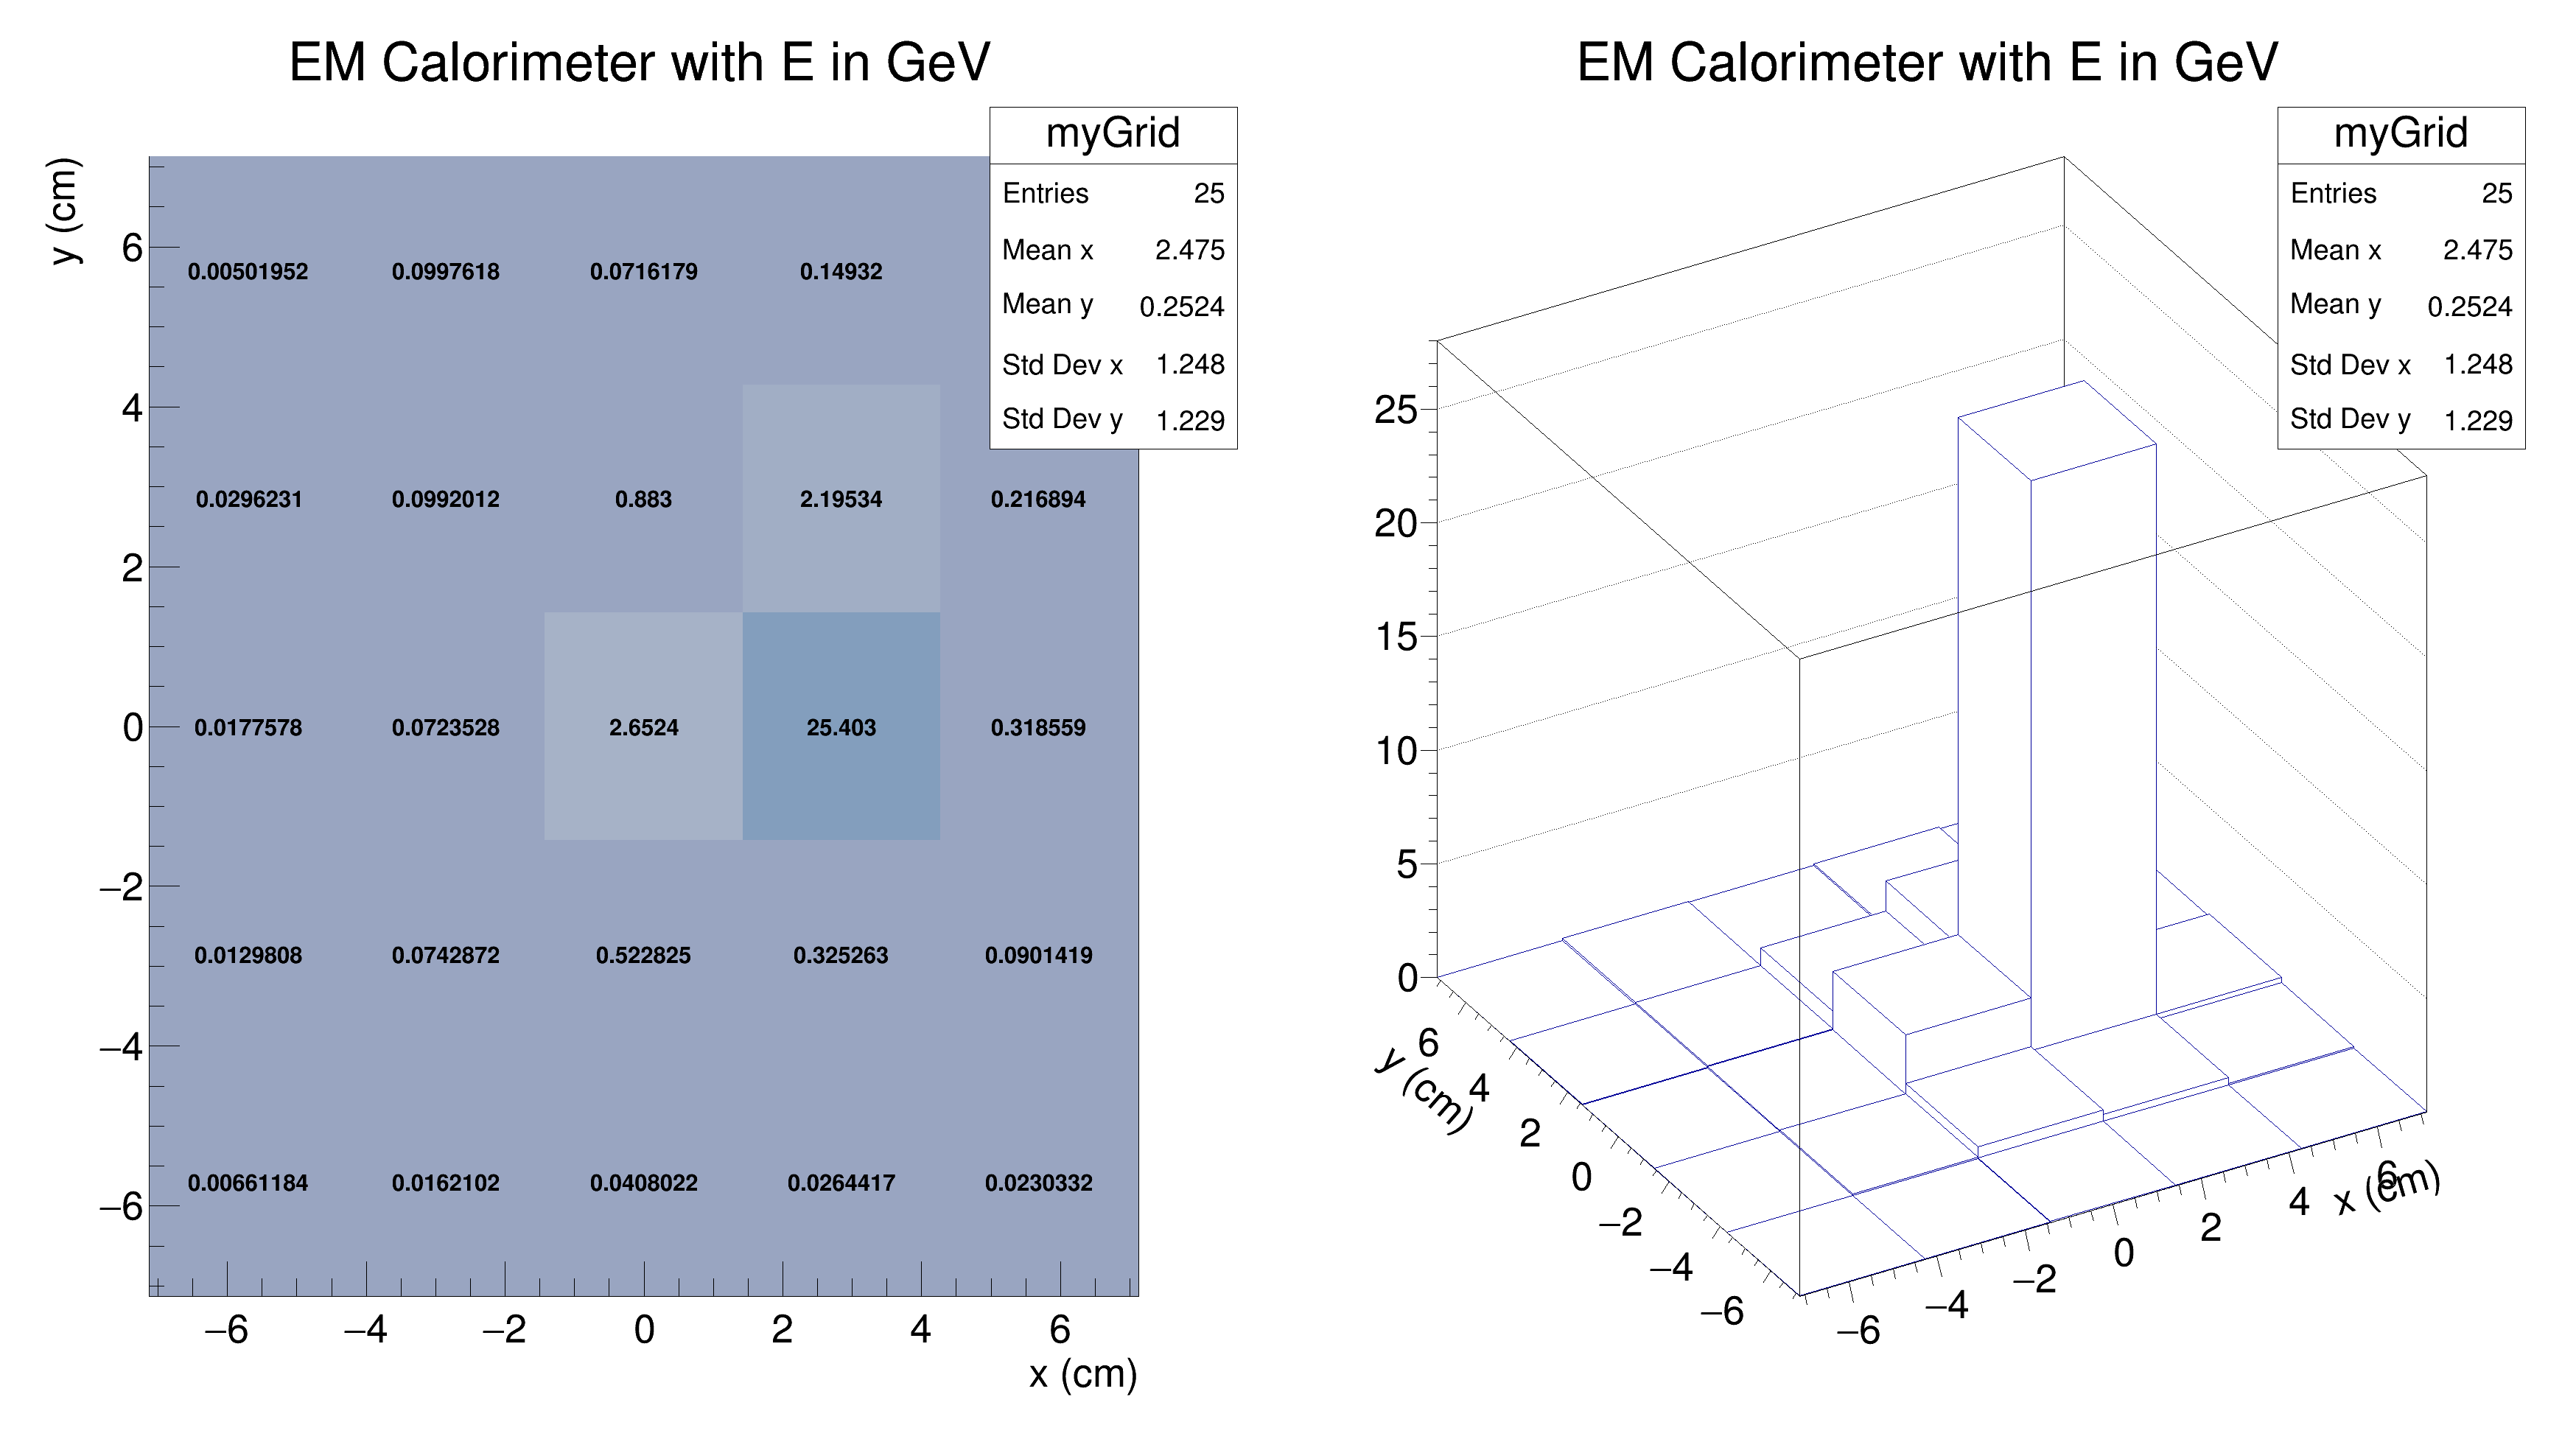 EM Calorimeter with E in GeV
myGrid
Entries 25
Mean x 2.475
Mean y 0.2524
Std Dev x 1.248
Std Dev y 1.229
y (cm)
6
4
2
0
−2
−4
−6
0.00501952 0.0997618 0.0716179 0.14932
0.0296231 0.0992012 0.883 2.19534 0.216894
0.0177578 0.0723528 2.6524 25.403 0.318559
0.0129808 0.0742872 0.522825 0.325263 0.0901419
0.00661184 0.0162102 0.0408022 0.0264417 0.0230332
−6 −4 −2 0 2 4 6
x (cm)
EM Calorimeter with E in GeV
myGrid
Entries 25
Mean x 2.475
Mean y 0.2524
Std Dev x 1.248
Std Dev y 1.229
25
20
15
10
5
0
6
4
2
0
−2
−4
−6
y (cm)
−6 −4 −2 0 2 4 6
x (cm)